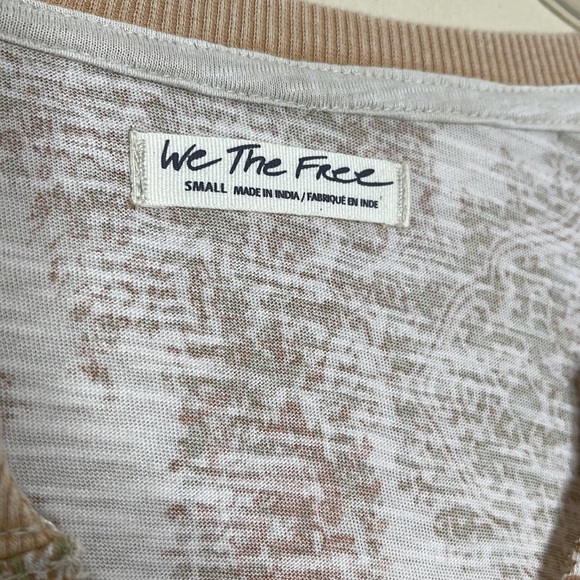 We The Free
SMALL MADE IN INDIA / FABRIQUÉ EN INDE